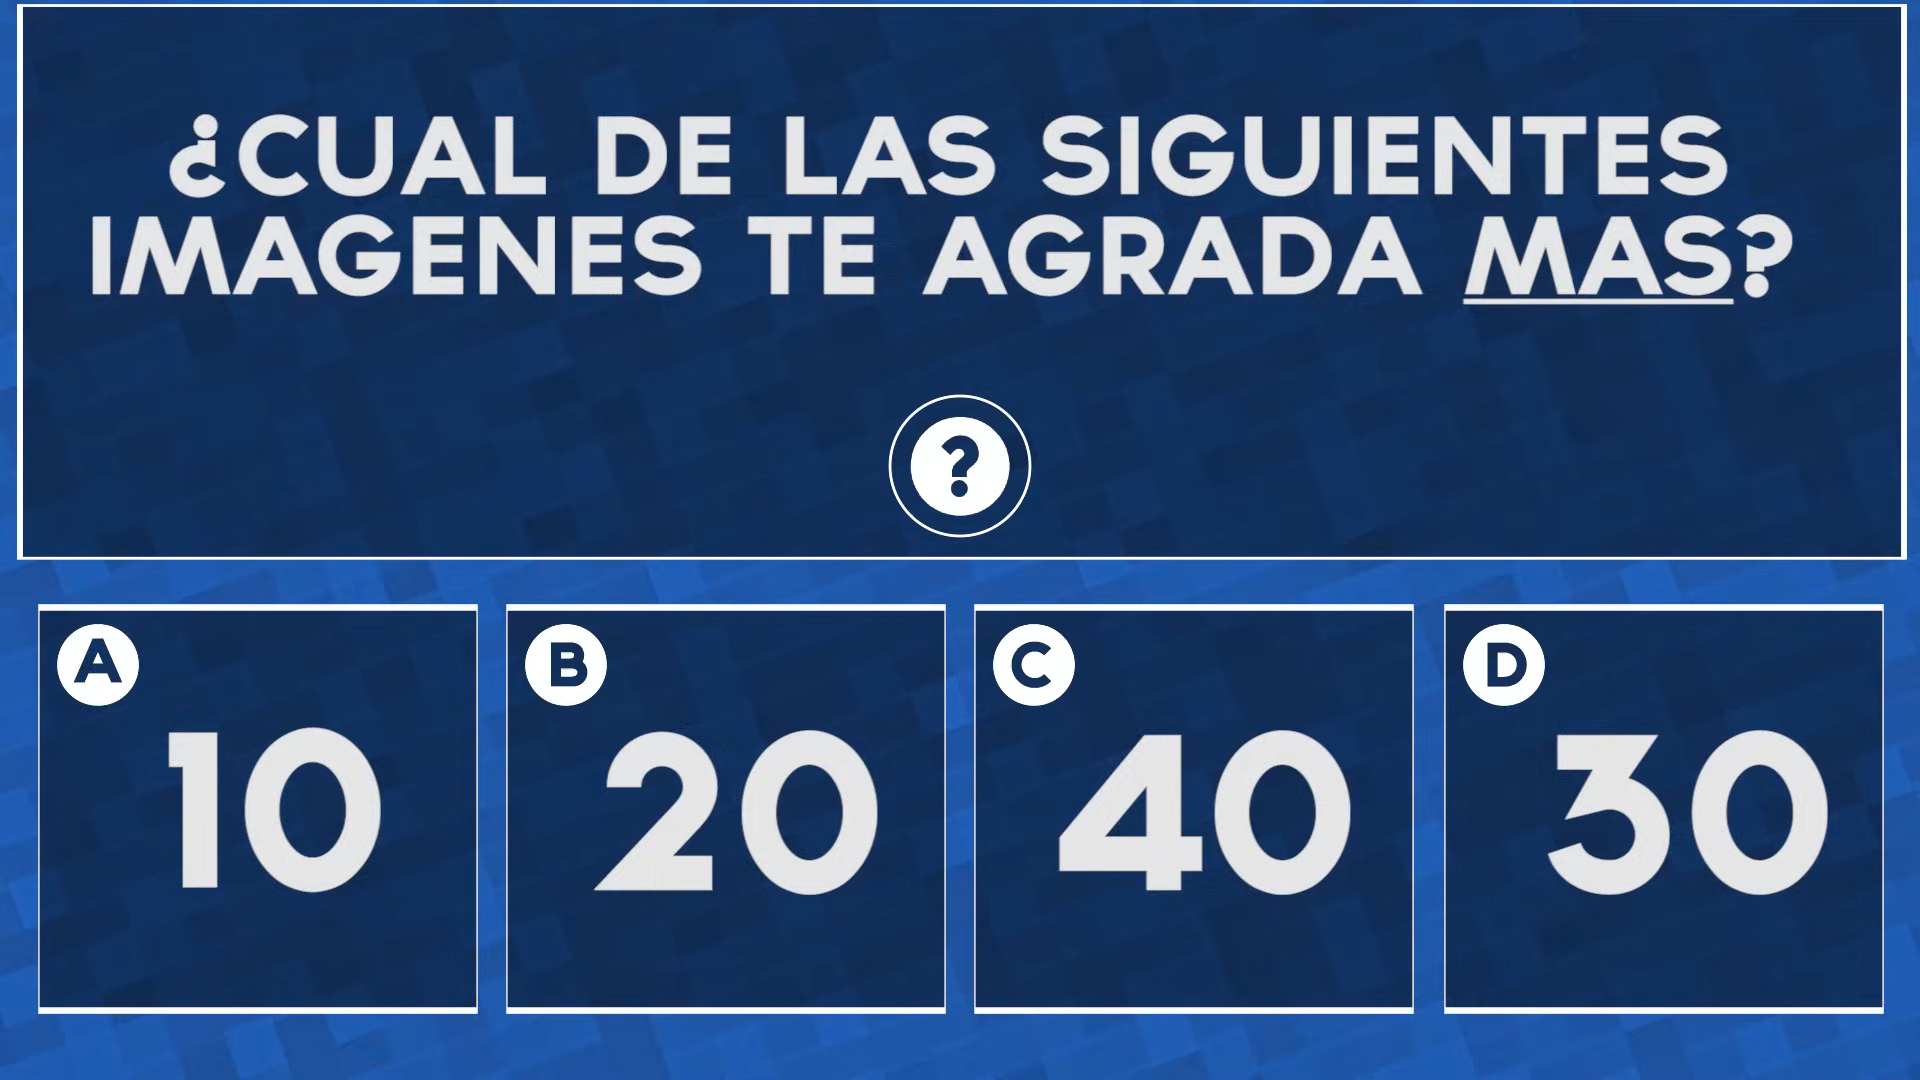 ¿CUAL DE LAS SIGUIENTES
IMAGENES TE AGRADA MAS?
?
A
10
B
20
C
40
D
30